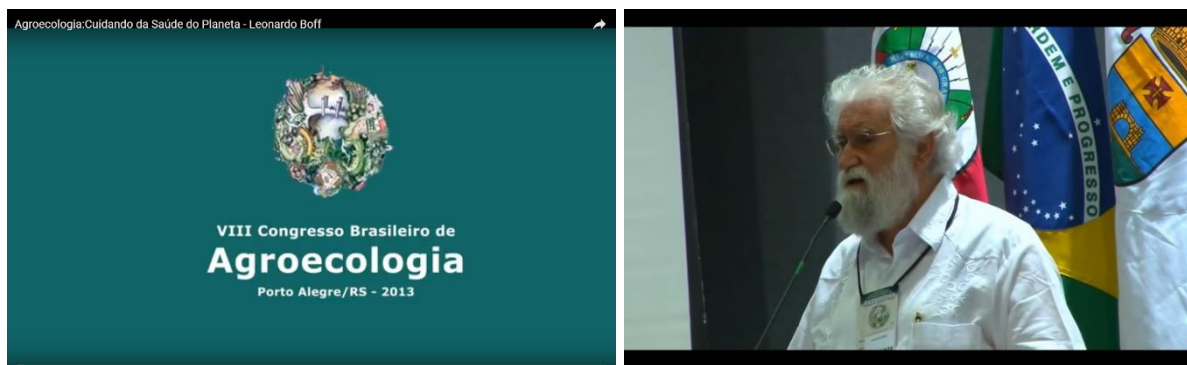 Agroecologia:Cuidando da Saúde do Planeta - Leonardo Boff
VIII Congresso Brasileiro de
Agroecologia
Porto Alegre/RS - 2013
DEM E PROGRESSO